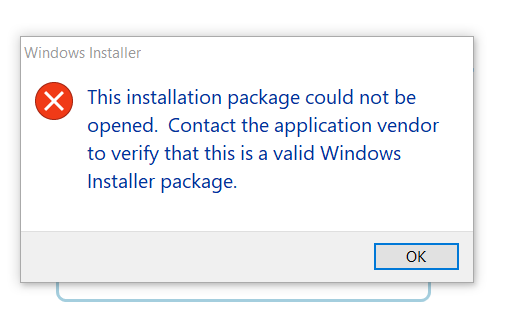 Windows Installer
This installation package could not be
opened.  Contact the application vendor
to verify that this is a valid Windows
Installer package.
OK